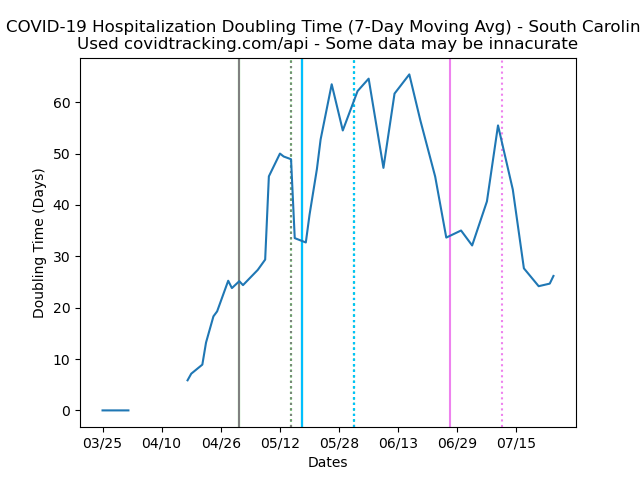 COVID-19 Hospitalization Doubling Time (7-Day Moving Avg) - South Carolin
Used covidtracking.com/api - Some data may be innacurate
Doubling Time (Days)
60
50
40
30
20
10
0
03/25 04/10 04/26 05/12 05/28 06/13 06/29 07/15
Dates